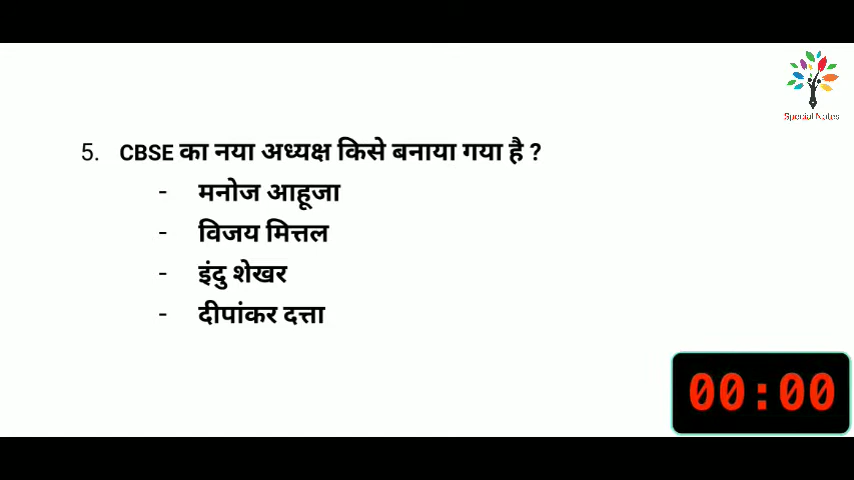 Special Notes
5. CBSE का नया अध्यक्ष किसे बनाया गया है ?
- मनोज आहूजा
- विजय मित्तल
- इंदु शेखर
- दीपांकर दत्ता
00:00